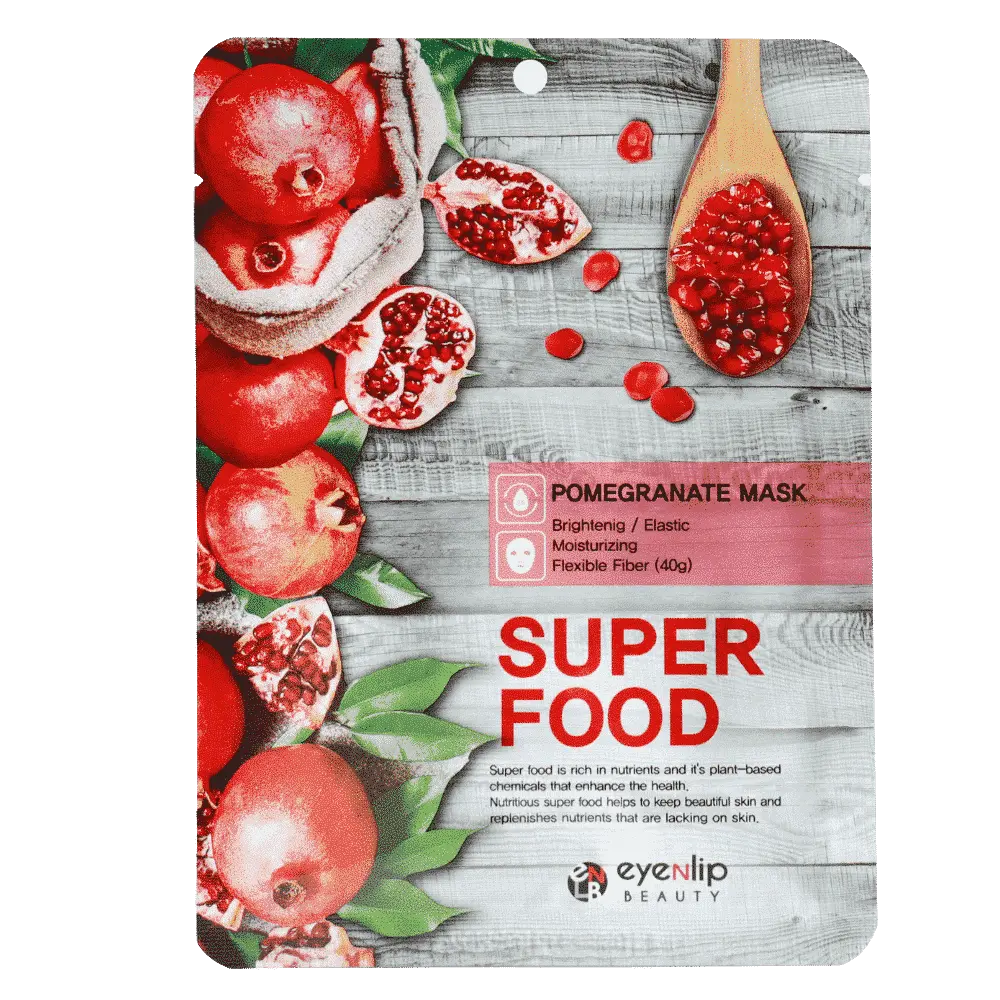 POMEGRANATE MASK
Brightenig / Elastic
Moisturizing
Flexible Fiber (40g)
SUPER
FOOD
Super food is rich in nutrients and it's plant-based
chemicals that enhance the health.
Nutritious super food helps to keep beautiful skin and
replenishes nutrients that are lacking on skin.
eNLB eyeNlip
BEAUTY